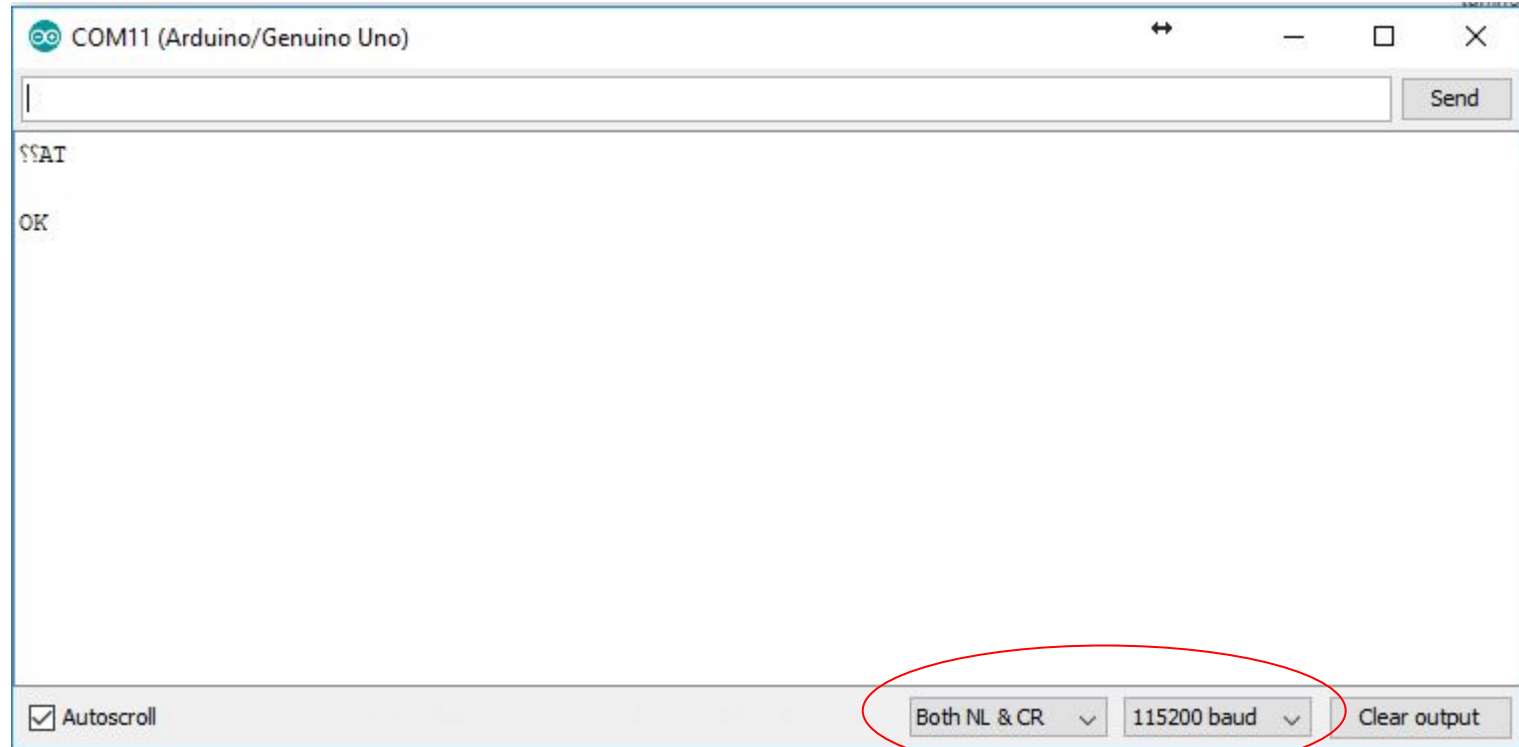 COM11 (Arduino/Genuino Uno)
Send
⸮⸮AT
OK
Autoscroll
Both NL & CR
115200 baud
Clear output